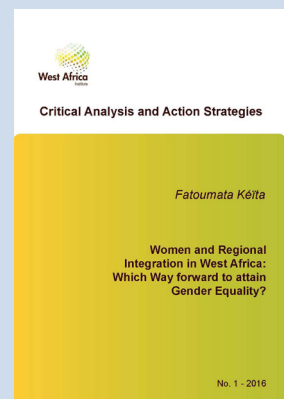 West Africa
Institute
Critical Analysis and Action Strategies
Fatoumata Kéïta
Women and Regional
Integration in West Africa:
Which Way forward to attain
Gender Equality?
No. 1 - 2016